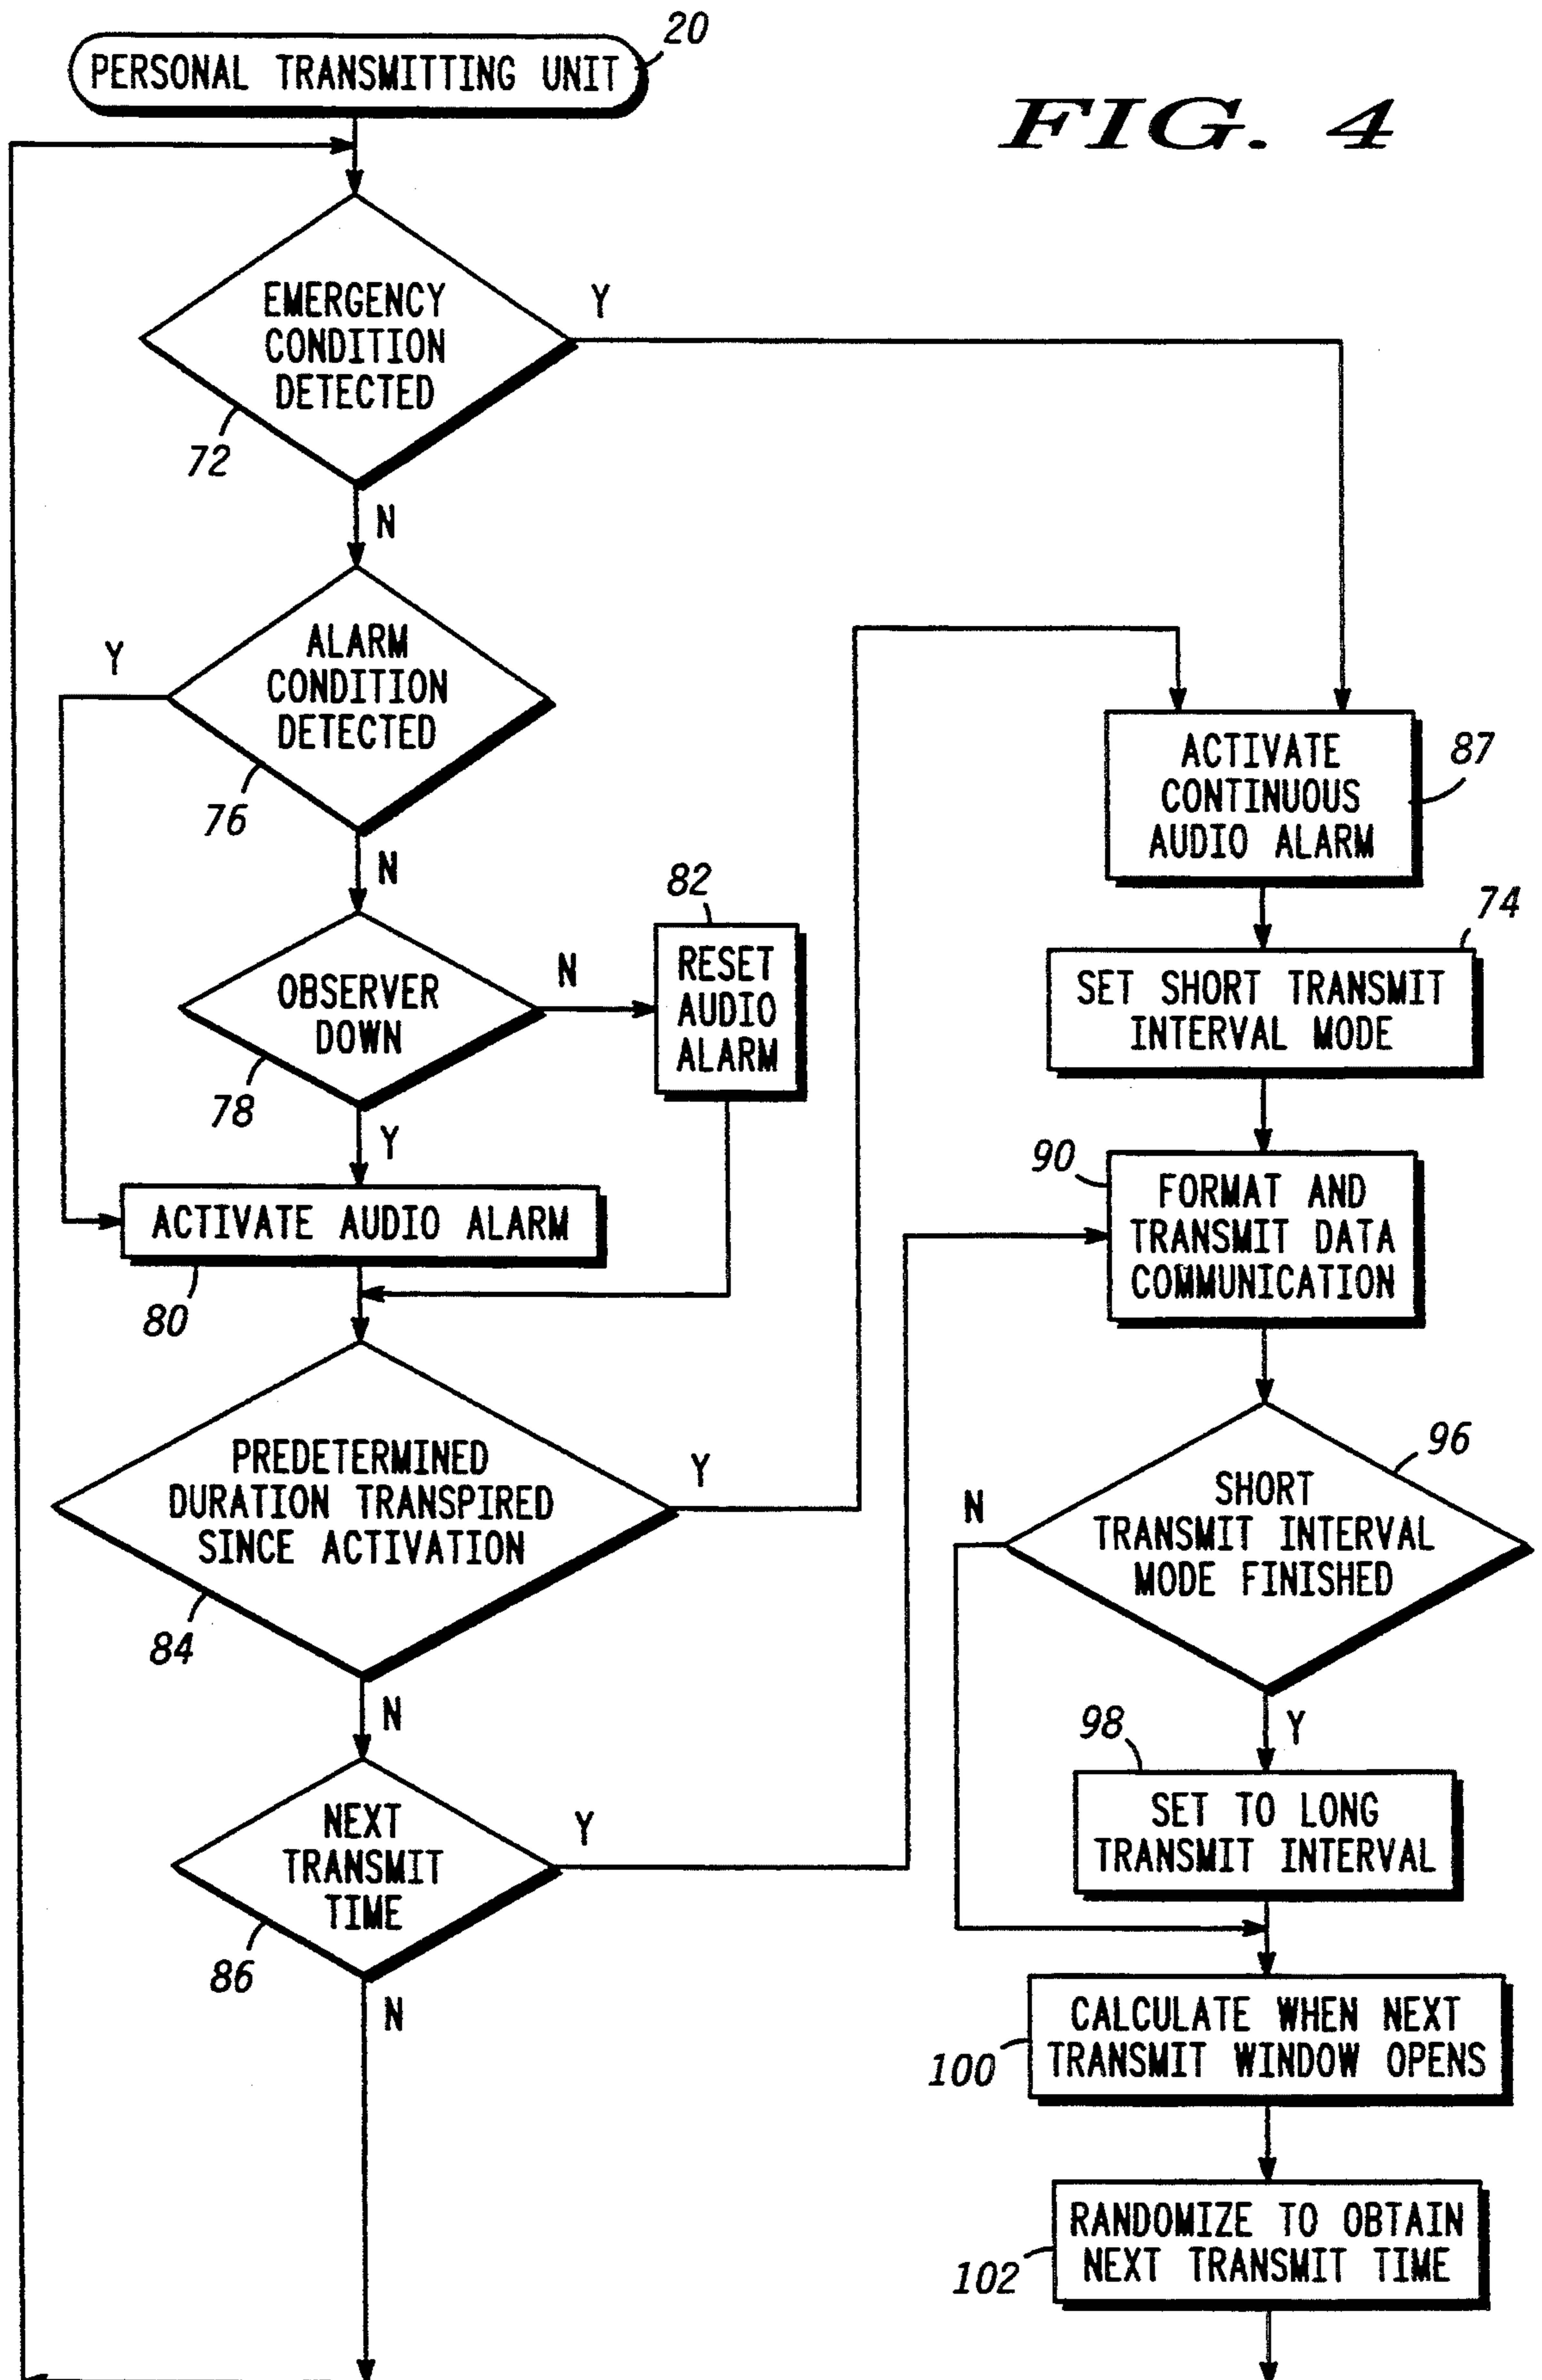 20
PERSONAL TRANSMITTING UNIT
FIG. 4
EMERGENCY
CONDITION
DETECTED
Y
72
N
ALARM
CONDITION
DETECTED
Y
76
N
OBSERVER
DOWN
N
78
Y
82
RESET
AUDIO
ALARM
ACTIVATE AUDIO ALARM
80
PREDETERMINED
DURATION TRANSPIRED
SINCE ACTIVATION
Y
84
N
NEXT
TRANSMIT
TIME
Y
86
N
ACTIVATE
CONTINUOUS
AUDIO ALARM
87
74
SET SHORT TRANSMIT
INTERVAL MODE
90
FORMAT AND
TRANSMIT DATA
COMMUNICATION
96
SHORT
TRANSMIT INTERVAL
MODE FINISHED
N
Y
98
SET TO LONG
TRANSMIT INTERVAL
CALCULATE WHEN NEXT
TRANSMIT WINDOW OPENS
100
RANDOMIZE TO OBTAIN
NEXT TRANSMIT TIME
102